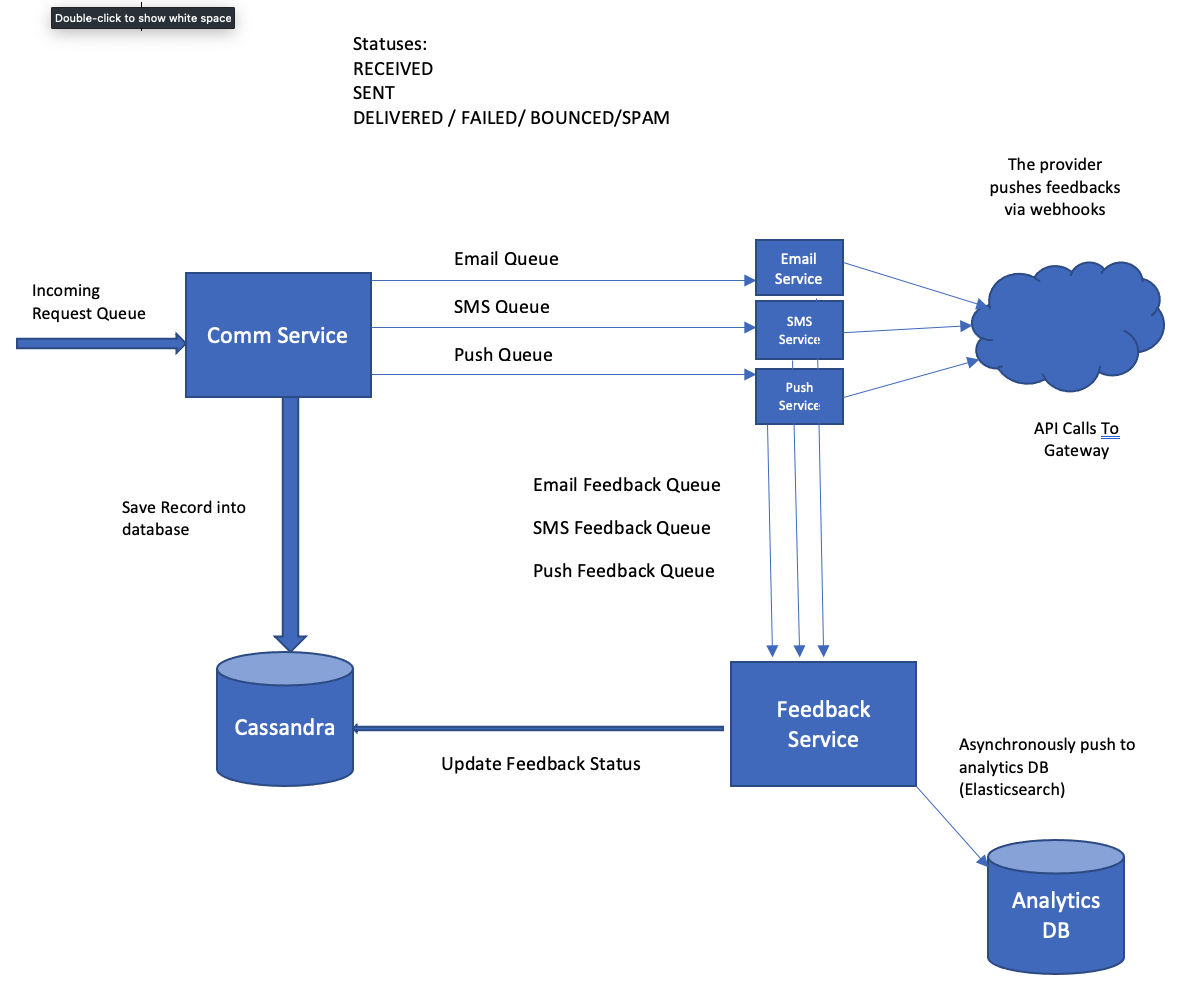 Double-click to show white space
Statuses:
RECEIVED
SENT
DELIVERED / FAILED/ BOUNCED/SPAM
The provider
pushes feedbacks
via webhooks
Incoming
Request Queue
Comm Service
Email Queue
SMS Queue
Push Queue
Email
Service
SMS
Service
Push
Service
API Calls To
Gateway
Save Record into
database
Email Feedback Queue
SMS Feedback Queue
Push Feedback Queue
Cassandra
Update Feedback Status
Feedback
Service
Asynchronously push to
analytics DB
(Elasticsearch)
Analytics
DB